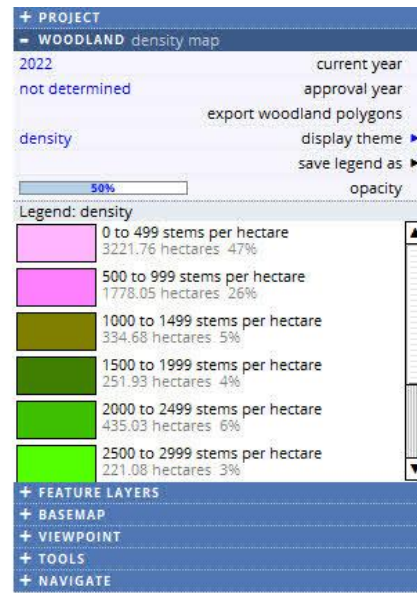 + PROJECT
- WOODLAND density map
2022 current year
not determined approval year
export woodland polygons
density display theme ▸
save legend as ▸
50% opacity
Legend: density
0 to 499 stems per hectare
3221.76 hectares 47%
500 to 999 stems per hectare
1778.05 hectares 26%
1000 to 1499 stems per hectare
334.68 hectares 5%
1500 to 1999 stems per hectare
251.93 hectares 4%
2000 to 2499 stems per hectare
435.03 hectares 6%
2500 to 2999 stems per hectare
221.08 hectares 3%
+ FEATURE LAYERS
+ BASEMAP
+ VIEWPOINT
+ TOOLS
+ NAVIGATE